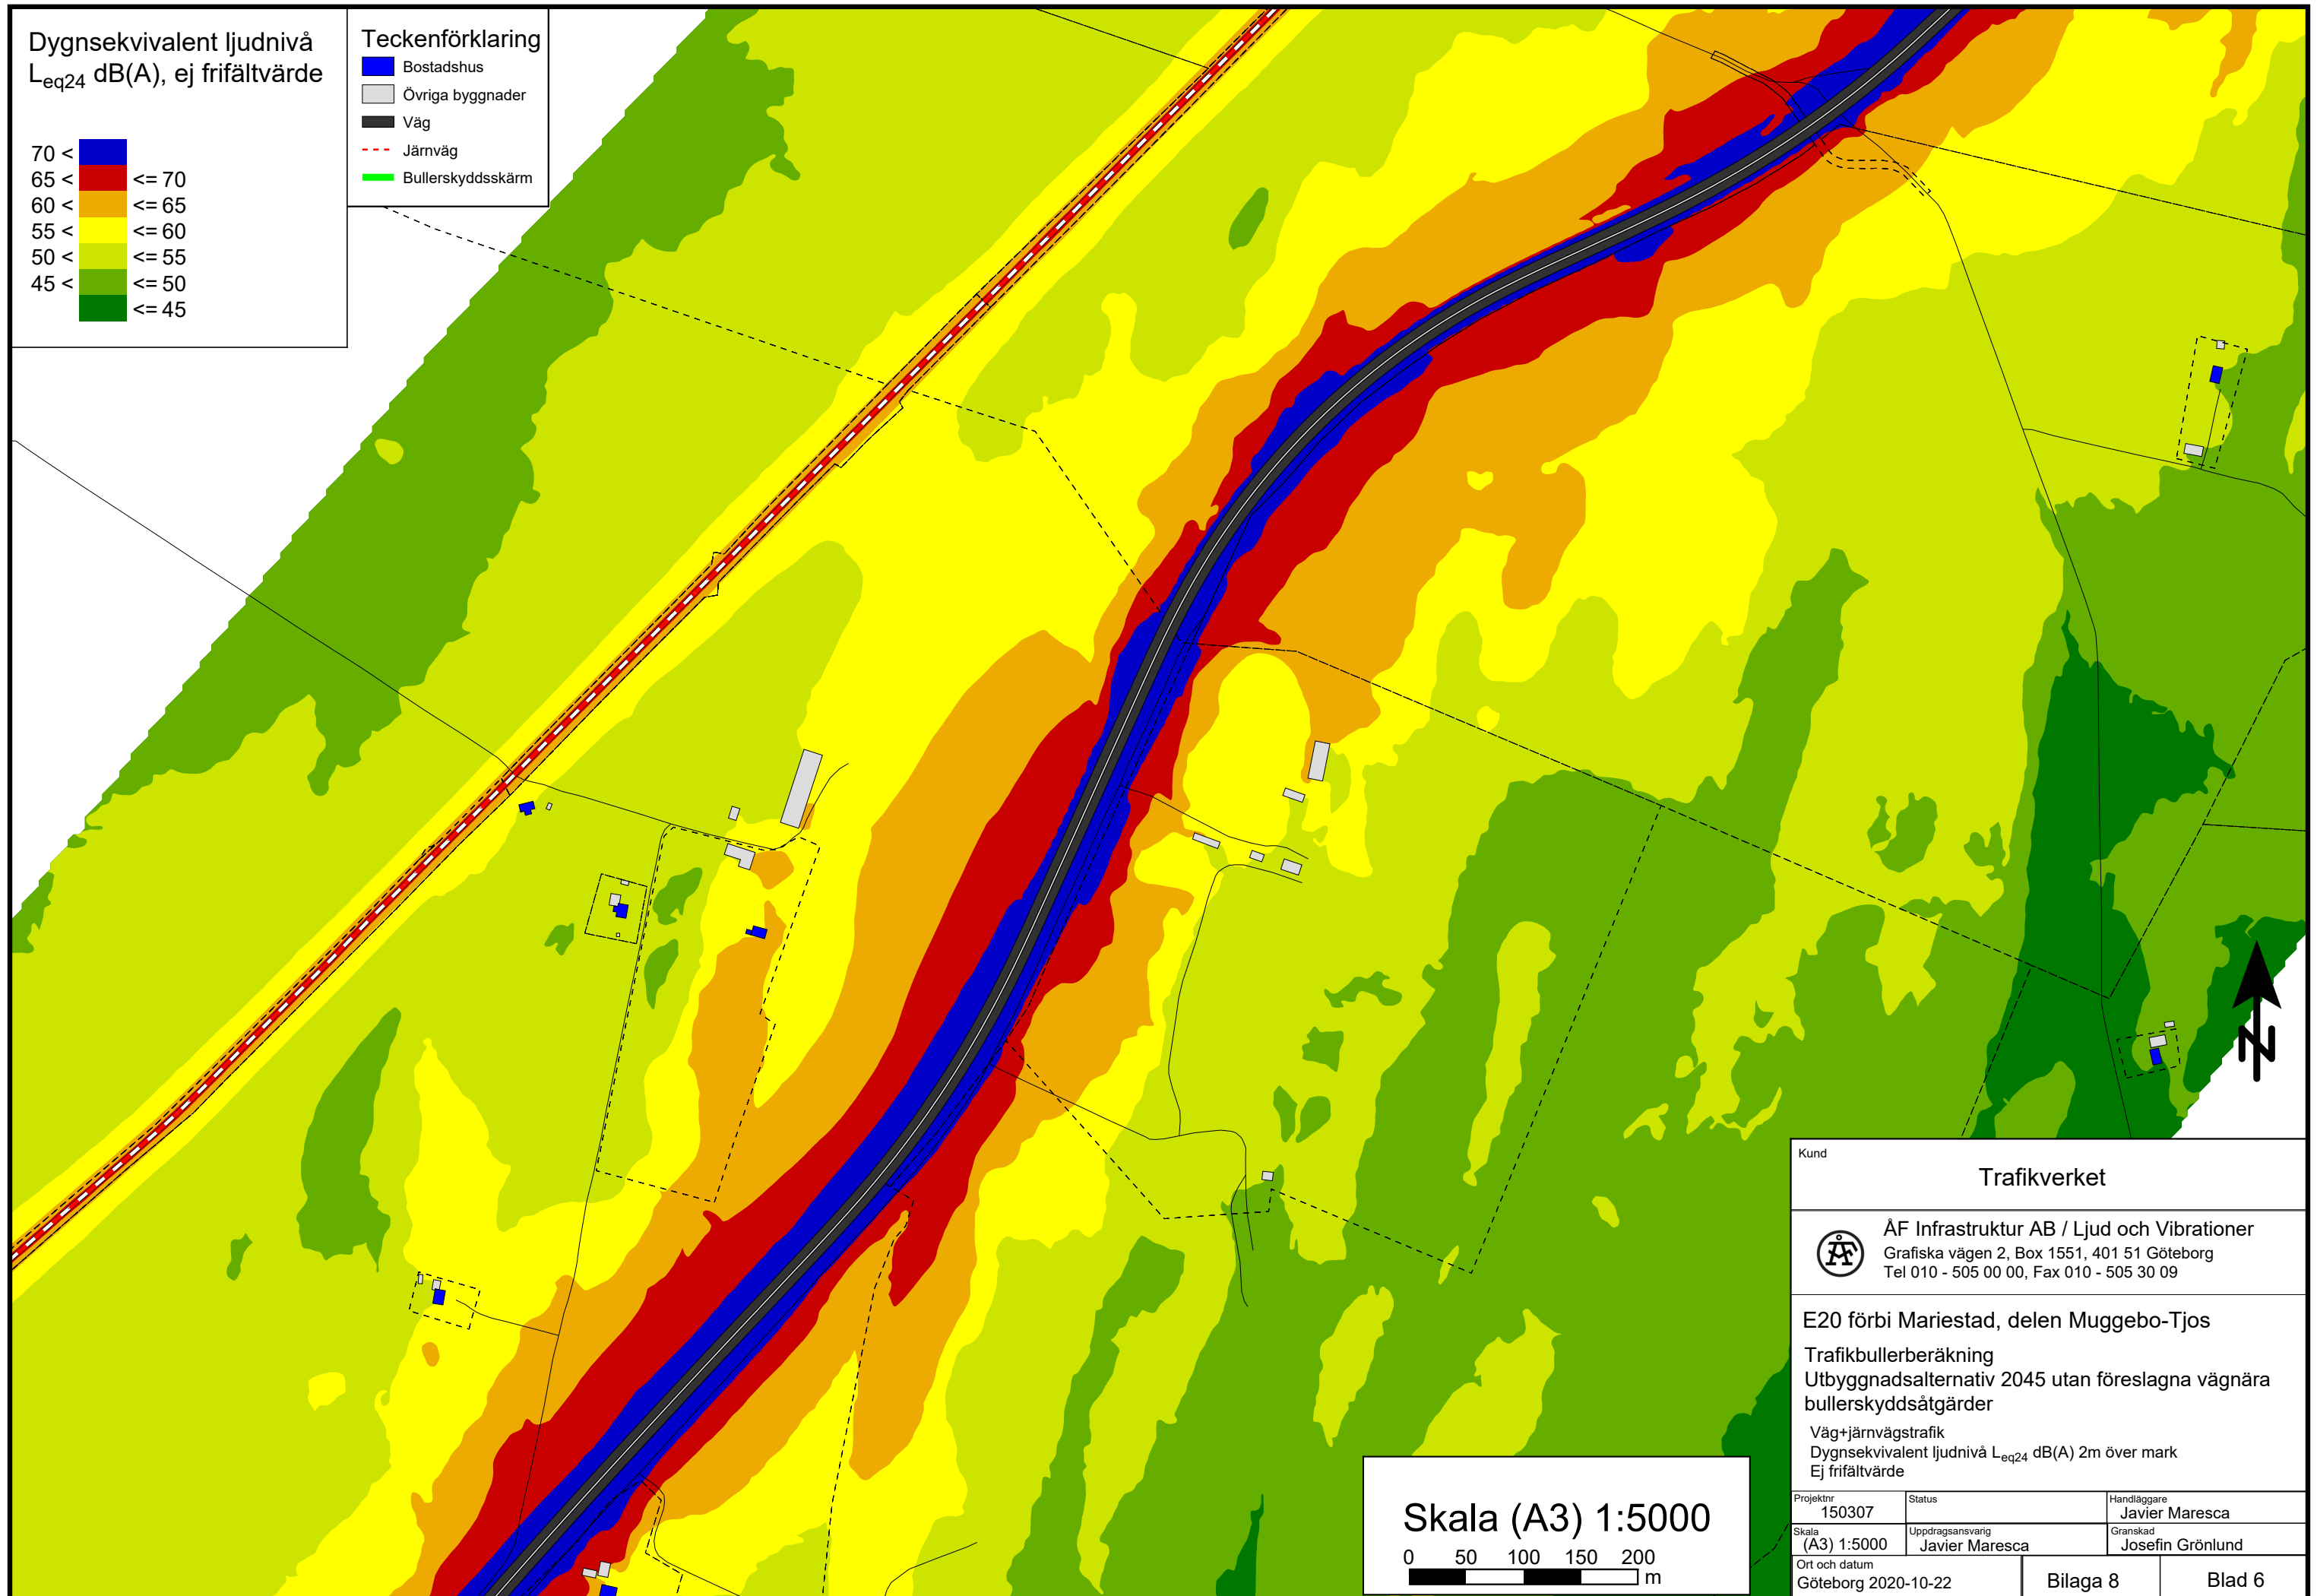 Dygnsekvivalent ljudnivå
Leq24 dB(A), ej frifältvärde
70 <
65 < <= 70
60 < <= 65
55 < <= 60
50 < <= 55
45 < <= 50
<= 45
Teckenförklaring
Bostadshus
Övriga byggnader
Väg
Järnväg
Bullerskyddsskärm
N
Skala (A3) 1:5000
0 50 100 150 200
m
Kund
Trafikverket
ÅF
ÅF Infrastruktur AB / Ljud och Vibrationer
Grafiska vägen 2, Box 1551, 401 51 Göteborg
Tel 010 - 505 00 00, Fax 010 - 505 30 09
E20 förbi Mariestad, delen Muggebo-Tjos
Trafikbullerberäkning
Utbyggnadsalternativ 2045 utan föreslagna vägnära
bullerskyddsåtgärder
Väg+järnvägstrafik
Dygnsekvivalent ljudnivå Leq24 dB(A) 2m över mark
Ej frifältvärde
Projektnr
150307
Status
Handläggare
Javier Maresca
Skala
(A3) 1:5000
Uppdragsansvarig
Javier Maresca
Granskad
Josefin Grönlund
Ort och datum
Göteborg 2020-10-22
Bilaga 8
Blad 6